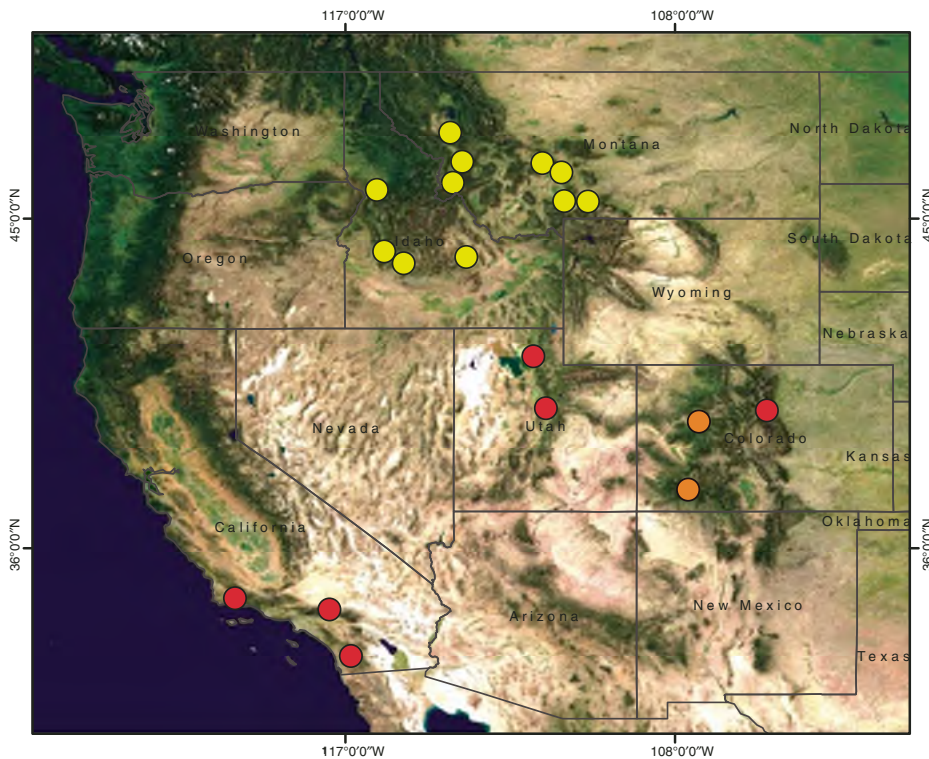 117°0′0″W 108°0′0″W
Washington
North Dakota
Montana
45°0′0″N 45°0′0″N
Idaho
South Dakota
Oregon
Wyoming
Nebraska
Utah
Nevada
Colorado
Kansas
California
Oklahoma
36°0′0″N 36°0′0″N
New Mexico
Arizona
Texas
117°0′0″W 108°0′0″W